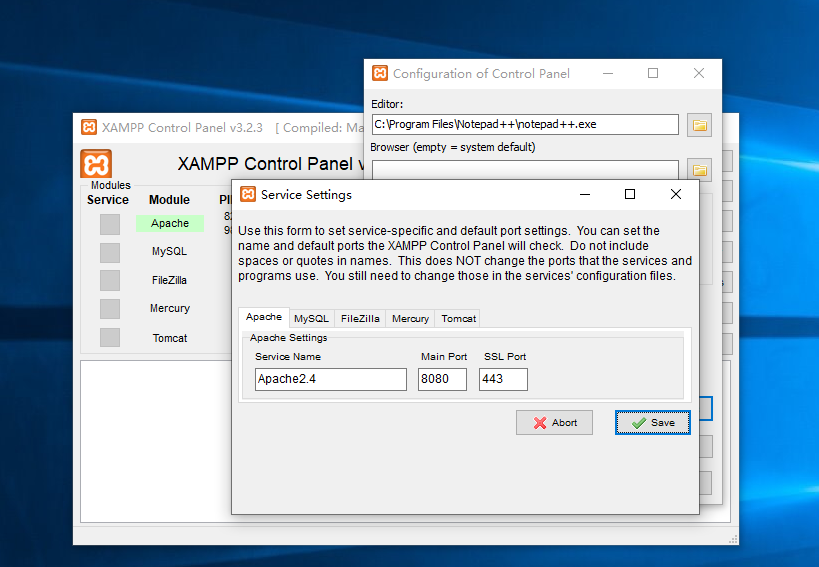 Configuration of Control Panel
Editor:
C:\Program Files\Notepad++\notepad++.exe
Browser (empty = system default)
XAMPP Control Panel v3.2.3 [ Compiled:
XAMPP Control Panel
Modules
Service Module
Apache
MySQL
FileZilla
Mercury
Tomcat
Service Settings
Use this form to set service-specific and default port settings. You can set the
name and default ports the XAMPP Control Panel will check. Do not include
spaces or quotes in names. This does NOT change the ports that the services and
programs use. You still need to change those in the services' configuration files.
Apache MySQL FileZilla Mercury Tomcat
Apache Settings
Service Name Main Port SSL Port
Apache2.4 8080 443
Abort Save